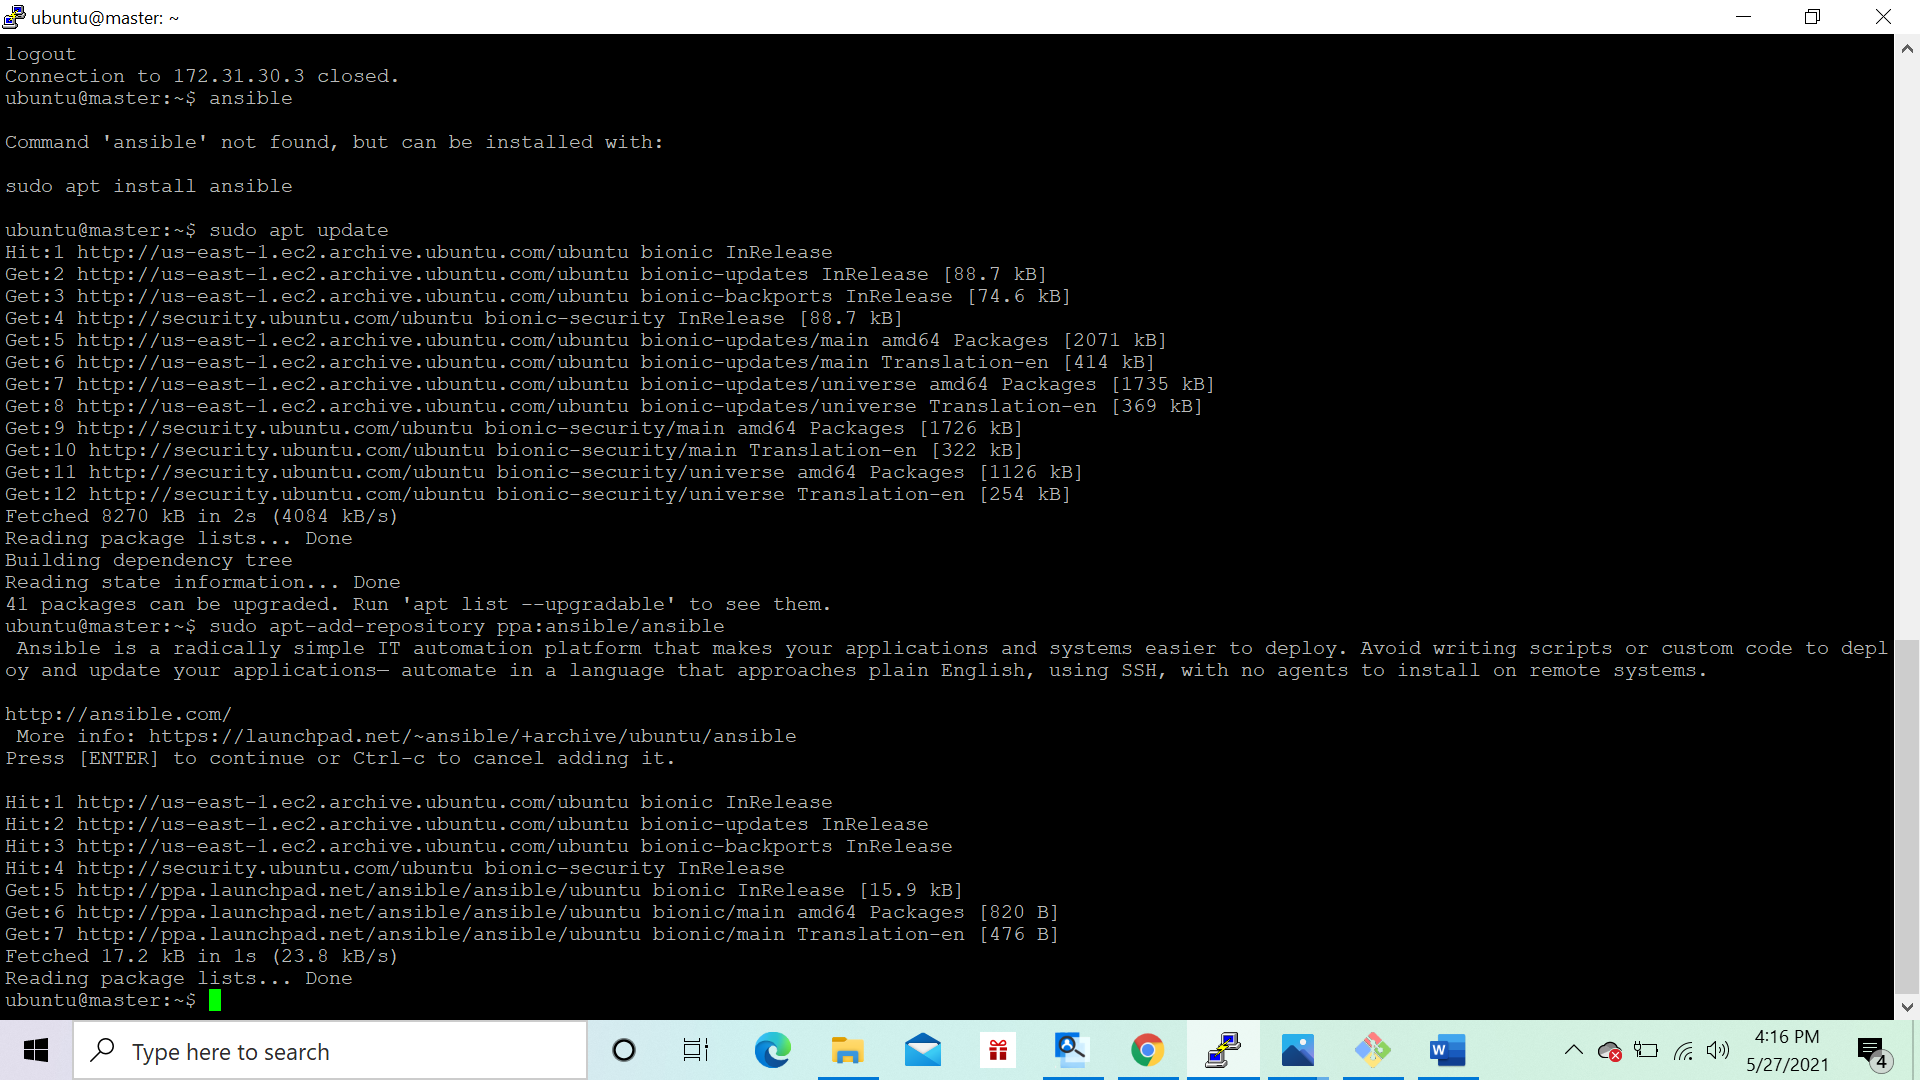 ubuntu@master: ~
logout
Connection to 172.31.30.3 closed.
ubuntu@master:~$ ansible
Command 'ansible' not found, but can be installed with:
sudo apt install ansible
ubuntu@master:~$ sudo apt update
Hit:1 http://us-east-1.ec2.archive.ubuntu.com/ubuntu bionic InRelease
Get:2 http://us-east-1.ec2.archive.ubuntu.com/ubuntu bionic-updates InRelease [88.7 kB]
Get:3 http://us-east-1.ec2.archive.ubuntu.com/ubuntu bionic-backports InRelease [74.6 kB]
Get:4 http://security.ubuntu.com/ubuntu bionic-security InRelease [88.7 kB]
Get:5 http://us-east-1.ec2.archive.ubuntu.com/ubuntu bionic-updates/main amd64 Packages [2071 kB]
Get:6 http://us-east-1.ec2.archive.ubuntu.com/ubuntu bionic-updates/main Translation-en [414 kB]
Get:7 http://us-east-1.ec2.archive.ubuntu.com/ubuntu bionic-updates/universe amd64 Packages [1735 kB]
Get:8 http://us-east-1.ec2.archive.ubuntu.com/ubuntu bionic-updates/universe Translation-en [369 kB]
Get:9 http://security.ubuntu.com/ubuntu bionic-security/main amd64 Packages [1726 kB]
Get:10 http://security.ubuntu.com/ubuntu bionic-security/main Translation-en [322 kB]
Get:11 http://security.ubuntu.com/ubuntu bionic-security/universe amd64 Packages [1126 kB]
Get:12 http://security.ubuntu.com/ubuntu bionic-security/universe Translation-en [254 kB]
Fetched 8270 kB in 2s (4084 kB/s)
Reading package lists... Done
Building dependency tree
Reading state information... Done
41 packages can be upgraded. Run 'apt list --upgradable' to see them.
ubuntu@master:~$ sudo apt-add-repository ppa:ansible/ansible
Ansible is a radically simple IT automation platform that makes your applications and systems easier to deploy. Avoid writing scripts or custom code to depl
oy and update your applications— automate in a language that approaches plain English, using SSH, with no agents to install on remote systems.
http://ansible.com/
More info: https://launchpad.net/~ansible/+archive/ubuntu/ansible
Press [ENTER] to continue or Ctrl-c to cancel adding it.
Hit:1 http://us-east-1.ec2.archive.ubuntu.com/ubuntu bionic InRelease
Hit:2 http://us-east-1.ec2.archive.ubuntu.com/ubuntu bionic-updates InRelease
Hit:3 http://us-east-1.ec2.archive.ubuntu.com/ubuntu bionic-backports InRelease
Hit:4 http://security.ubuntu.com/ubuntu bionic-security InRelease
Get:5 http://ppa.launchpad.net/ansible/ansible/ubuntu bionic InRelease [15.9 kB]
Get:6 http://ppa.launchpad.net/ansible/ansible/ubuntu bionic/main amd64 Packages [820 B]
Get:7 http://ppa.launchpad.net/ansible/ansible/ubuntu bionic/main Translation-en [476 B]
Fetched 17.2 kB in 1s (23.8 kB/s)
Reading package lists... Done
ubuntu@master:~$
Type here to search
W
4:16 PM
5/27/2021
4